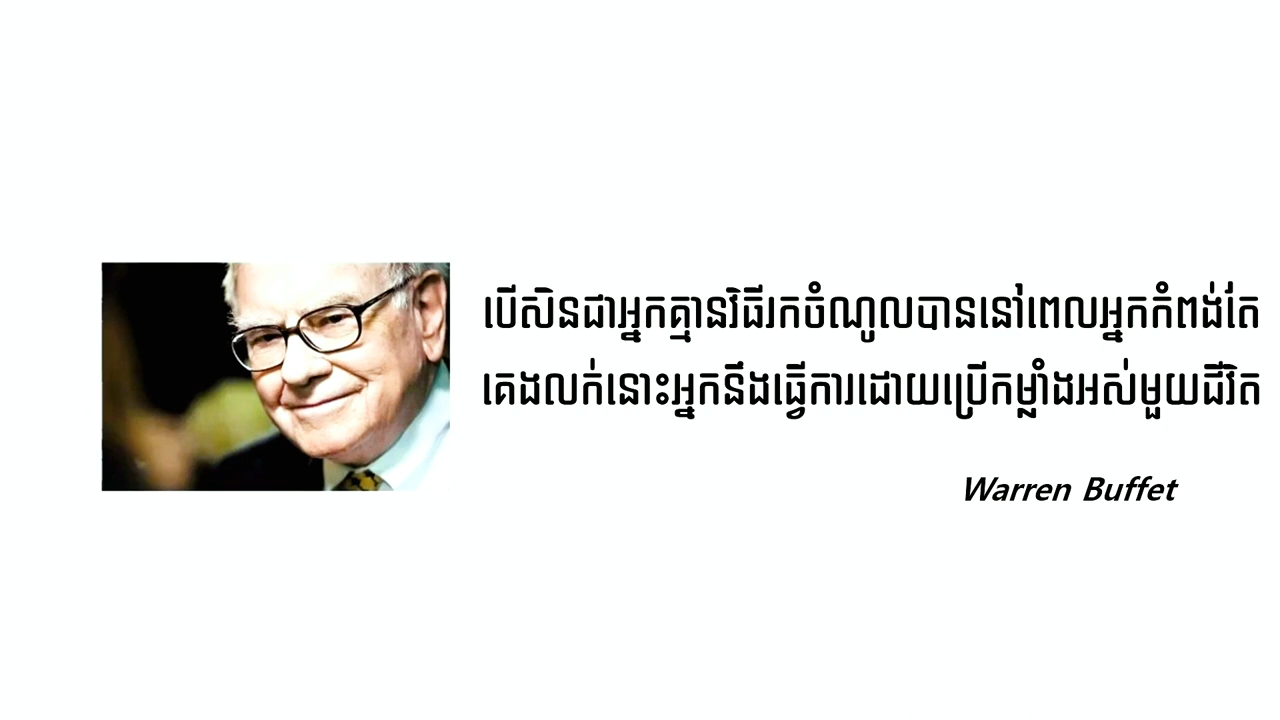 បើសិនជាអ្នកគ្មានវិធីរកចំណូលបាននៅពេលអ្នកកំពង់តែ
គេងលក់នោះអ្នកនឹងធ្វើការដោយប្រើកម្លាំងអស់មួយជីវិត
Warren Buffet